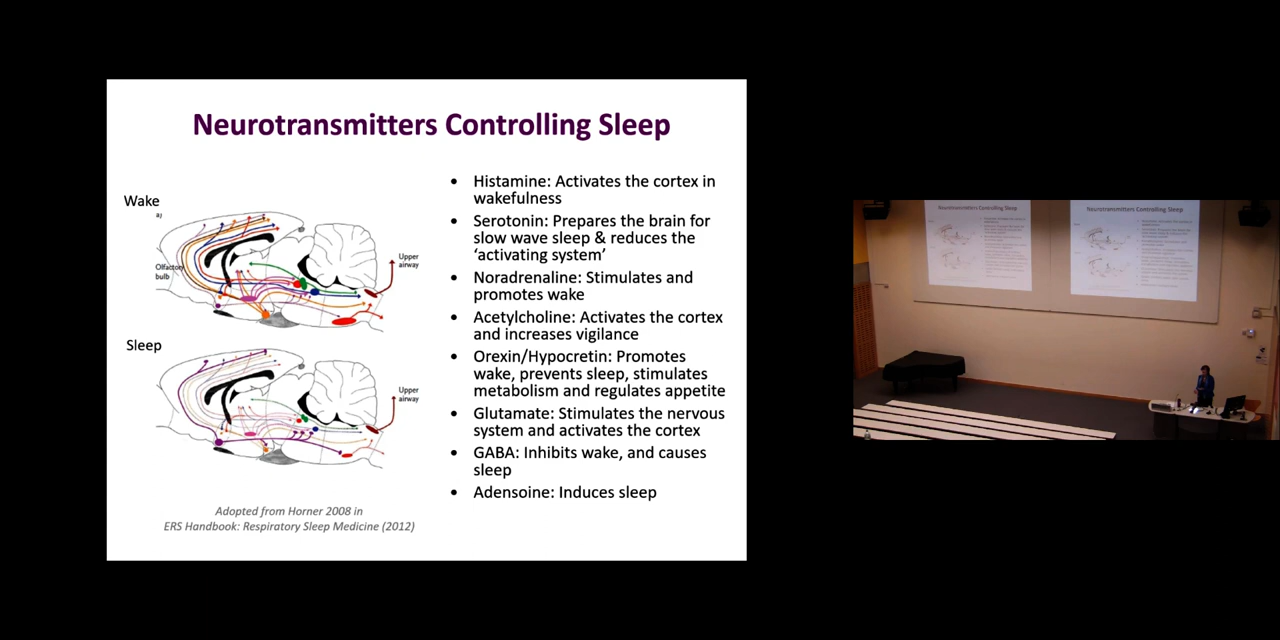 Neurotransmitters Controlling Sleep
Wake
a)
Olfactory
bulb
Upper
airway
Sleep
Upper
airway
Adopted from Horner 2008 in
ERS Handbook: Respiratory Sleep Medicine (2012)
• Histamine: Activates the cortex in
wakefulness
• Serotonin: Prepares the brain for
slow wave sleep & reduces the
‘activating system’
• Noradrenaline: Stimulates and
promotes wake
• Acetylcholine: Activates the cortex
and increases vigilance
• Orexin/Hypocretin: Promotes
wake, prevents sleep, stimulates
metabolism and regulates appetite
• Glutamate: Stimulates the nervous
system and activates the cortex
• GABA: Inhibits wake, and causes
sleep
• Adensoine: Induces sleep
Neurotransmitters Controlling Sleep
Neurotransmitters Controlling Sleep